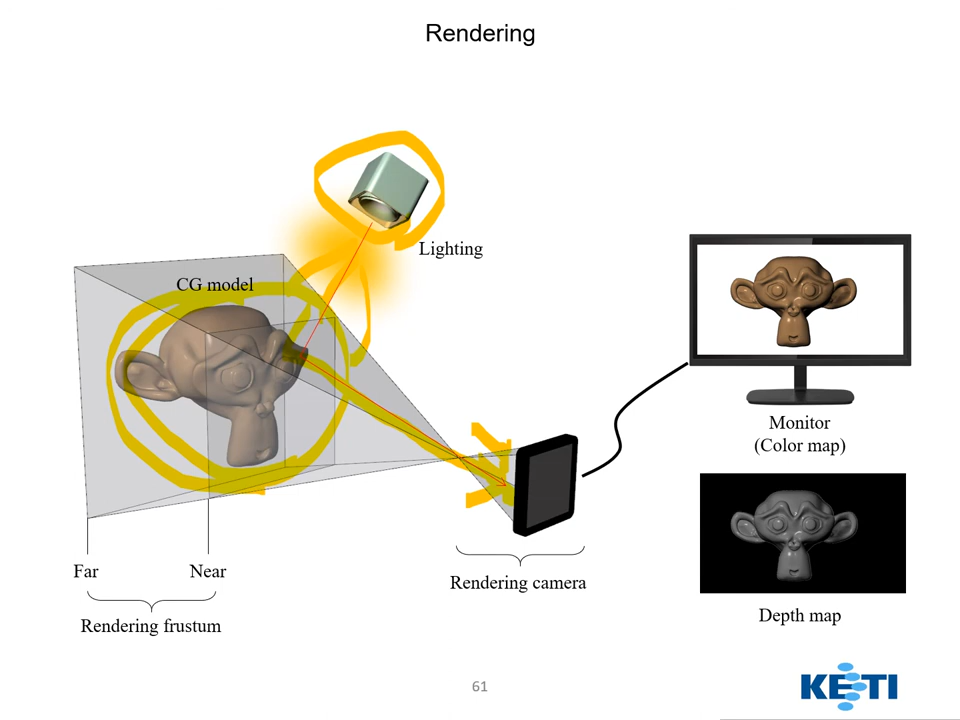 Rendering
Lighting
CG model
Monitor
(Color map)
Far
Near
Rendering camera
Rendering frustum
Depth map
61
KETI